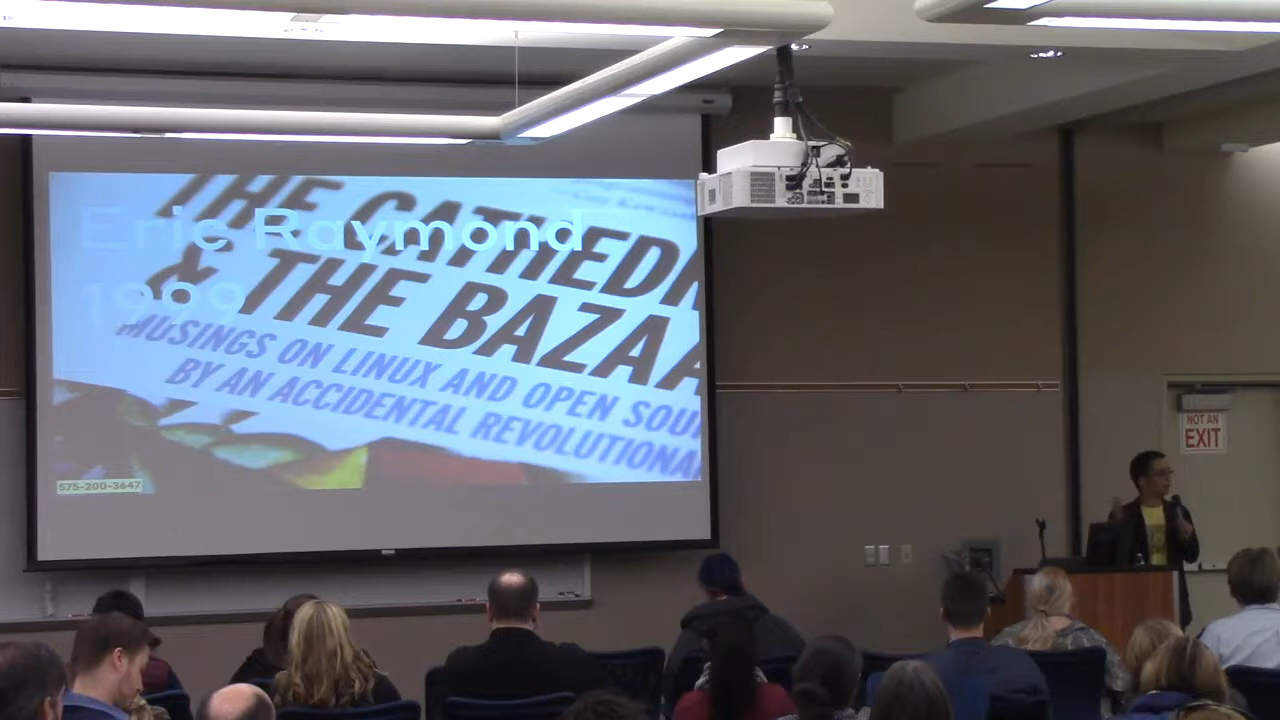 Eric Raymond
1999
THE CATHEDR
& THE BAZAA
MUSINGS ON LINUX AND OPEN SOU
BY AN ACCIDENTAL REVOLUTIONA
575-200-3647
NOT AN
EXIT